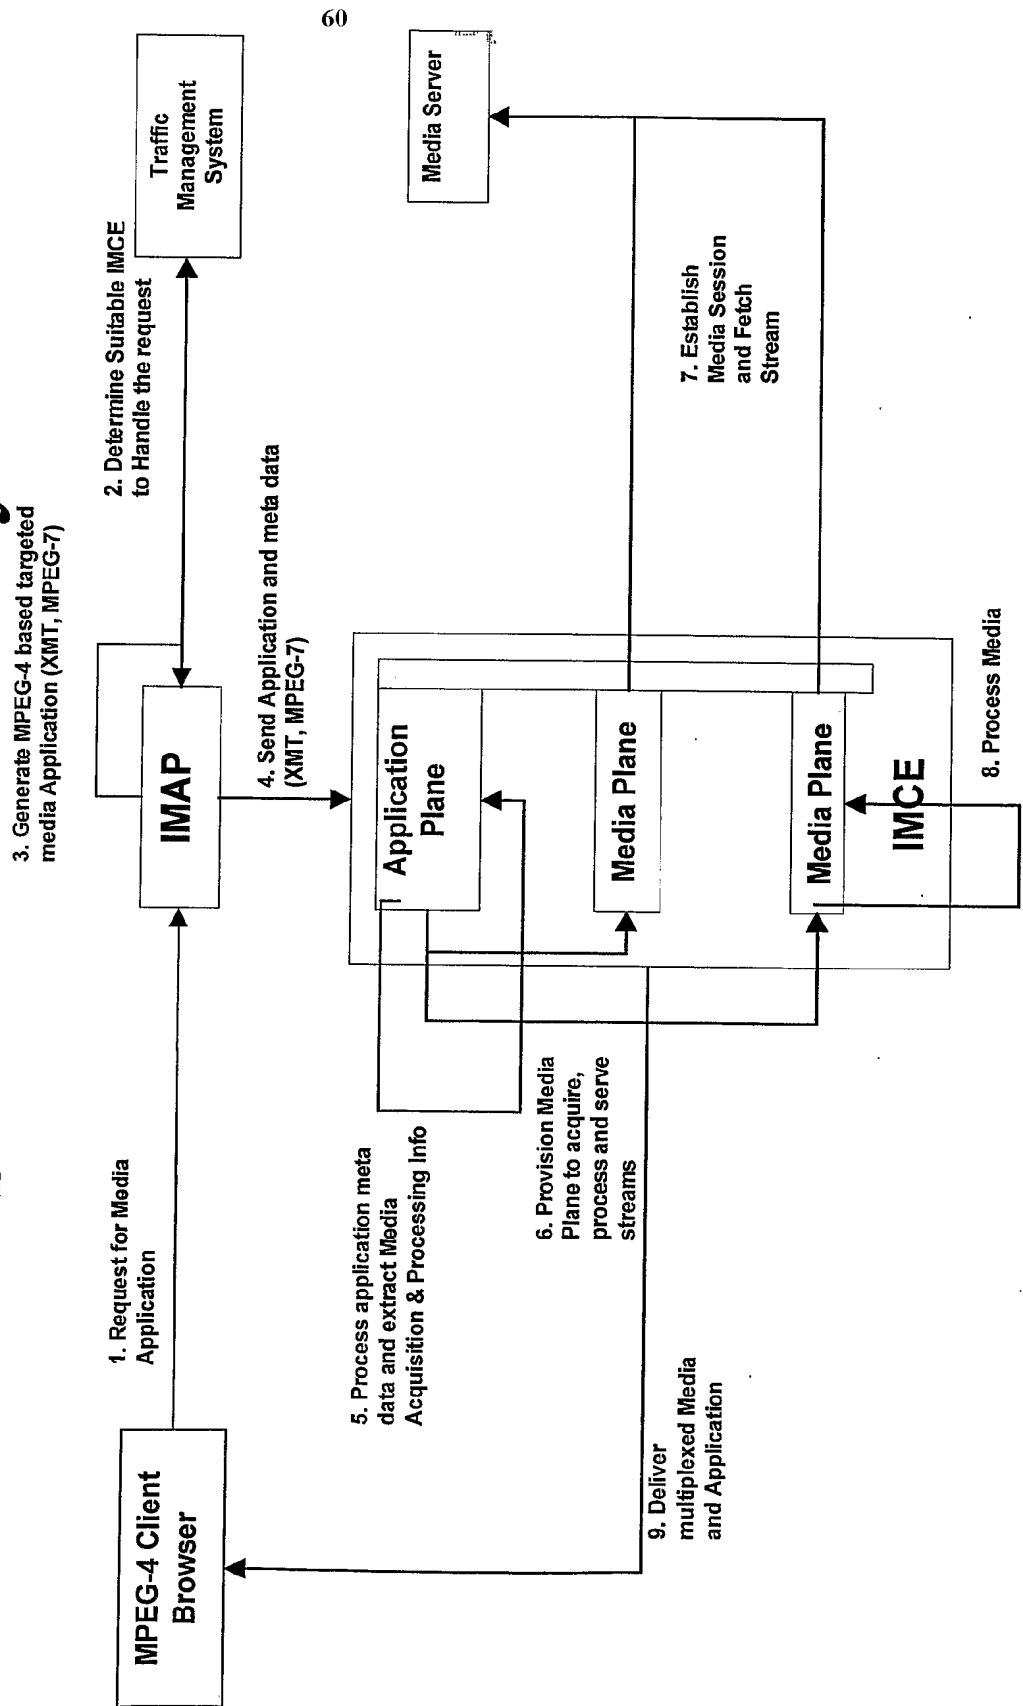 60
3. Generate MPEG-4 based targeted
media Application (XMT, MPEG-7)
2. Determine Suitable IMCE
to Handle the request
Traffic
Management
System
1. Request for Media
Application
IMAP
MPEG-4 Client
Browser
4. Send Application and meta data
(XMT, MPEG-7)
Media Server
5. Process application meta
data and extract Media
Acquisition & Processing Info
Application
Plane
6. Provision Media
Plane to acquire,
process and serve
streams
Media Plane
7. Establish
Media Session
and Fetch
Stream
9. Deliver
multiplexed Media
and Application
Media Plane
IMCE
8. Process Media